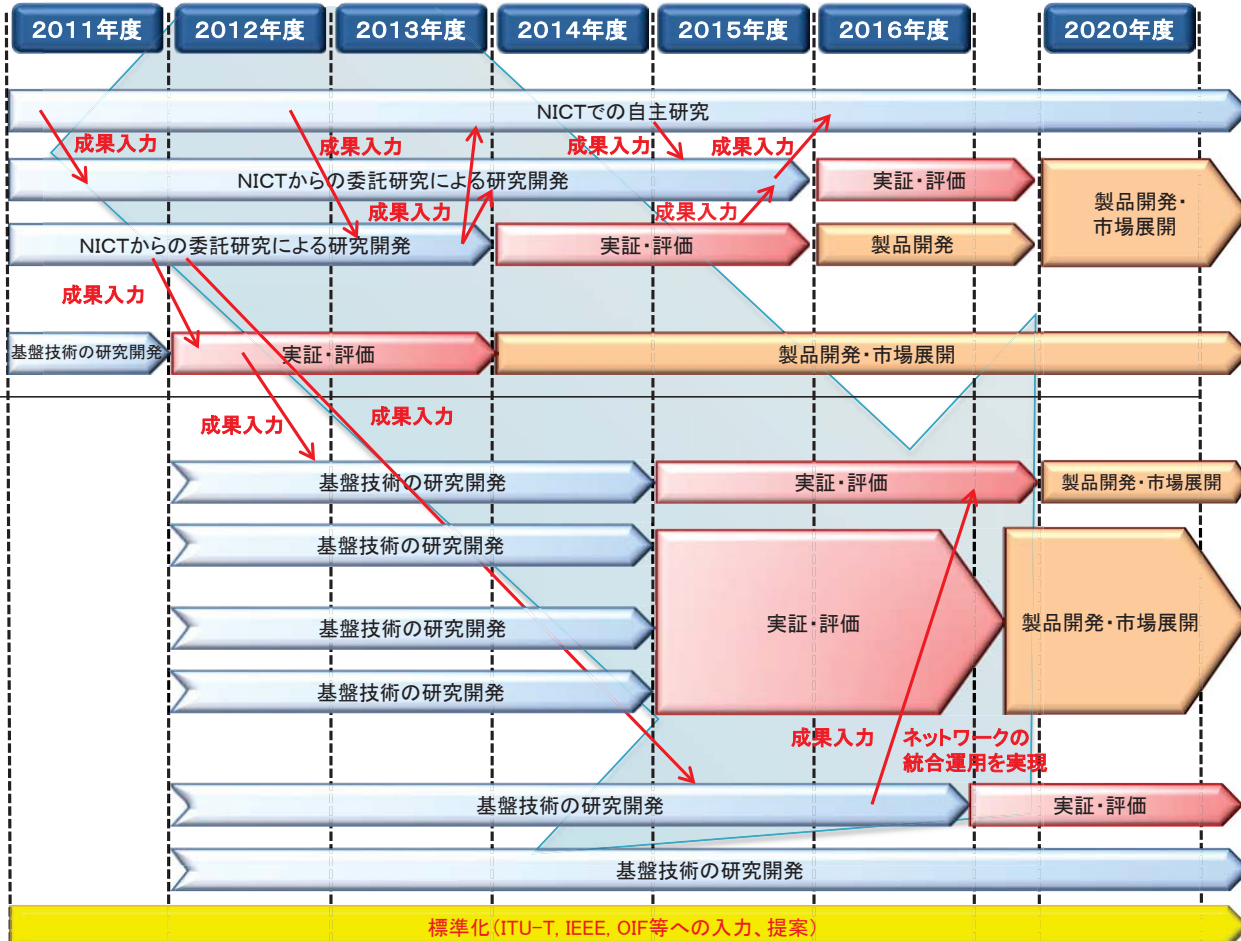 2011年度
2012年度
2013年度
2014年度
2015年度
2016年度
2020年度
NICTでの自主研究
成果入力
成果入力
成果入力
成果入力
NICTからの委託研究による研究開発
実証・評価
製品開発・
市場展開
成果入力
成果入力
NICTからの委託研究による研究開発
実証・評価
製品開発
成果入力
基盤技術の研究開発
実証・評価
製品開発・市場展開
成果入力
成果入力
基盤技術の研究開発
実証・評価
製品開発・市場展開
基盤技術の研究開発
基盤技術の研究開発
実証・評価
製品開発・市場展開
基盤技術の研究開発
成果入力
ネットワークの
統合運用を実現
基盤技術の研究開発
実証・評価
基盤技術の研究開発
標準化(ITU-T, IEEE, OIF等への入力、提案)